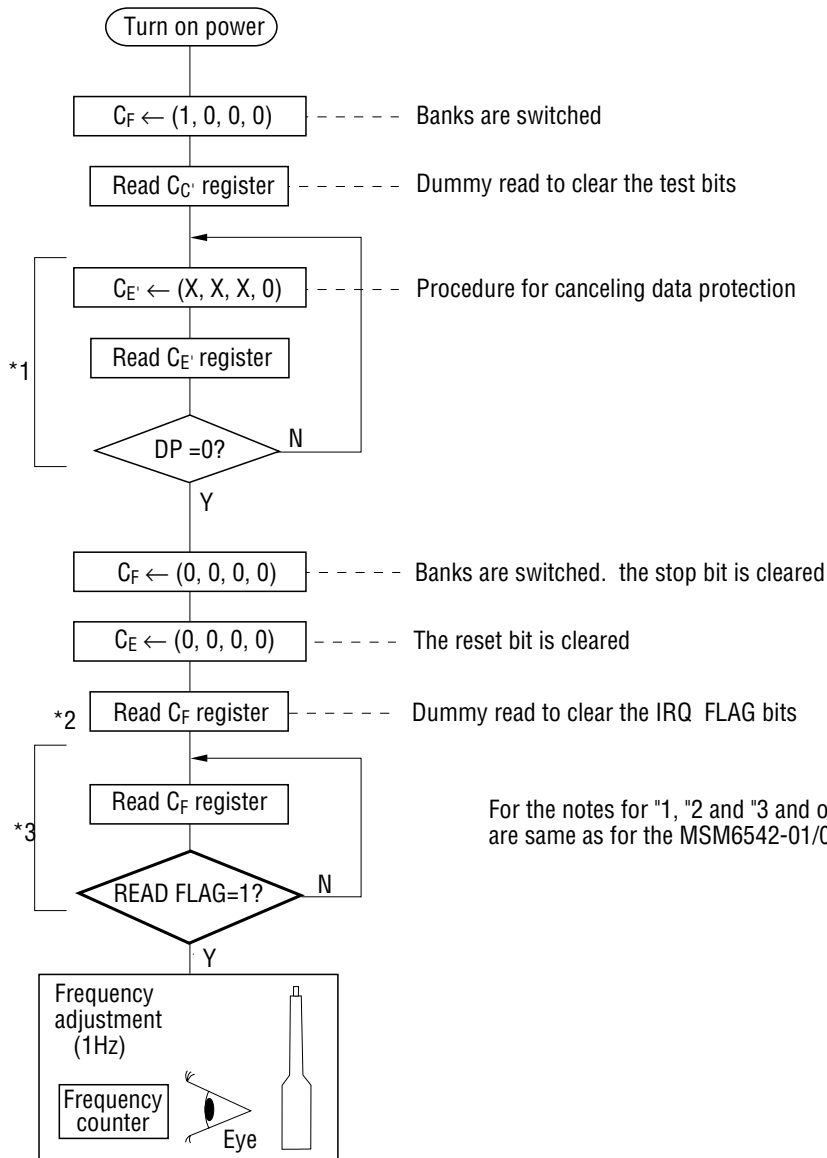 Turn on power
C_F ← (1, 0, 0, 0) Banks are switched
Read C_C' register Dummy read to clear the test bits
C_E' ← (X, X, X, 0) Procedure for canceling data protection
*1
Read C_E' register
DP =0?
N
Y
C_F ← (0, 0, 0, 0) Banks are switched. the stop bit is cleared
C_E ← (0, 0, 0, 0) The reset bit is cleared
*2 Read C_F register Dummy read to clear the IRQ FLAG bits
Read C_F register
*3
For the notes for "1, "2 and "3 and
are same as for the
READ FLAG=1?
N
Y
Frequency
adjustment
(1Hz)
Frequency
counter
Eye